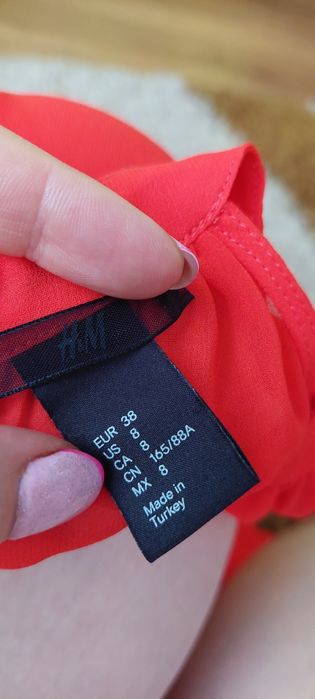 H&M
EUR 38
US 8
CA 8
CN 165/88A
MX 8
Made in
Turkey